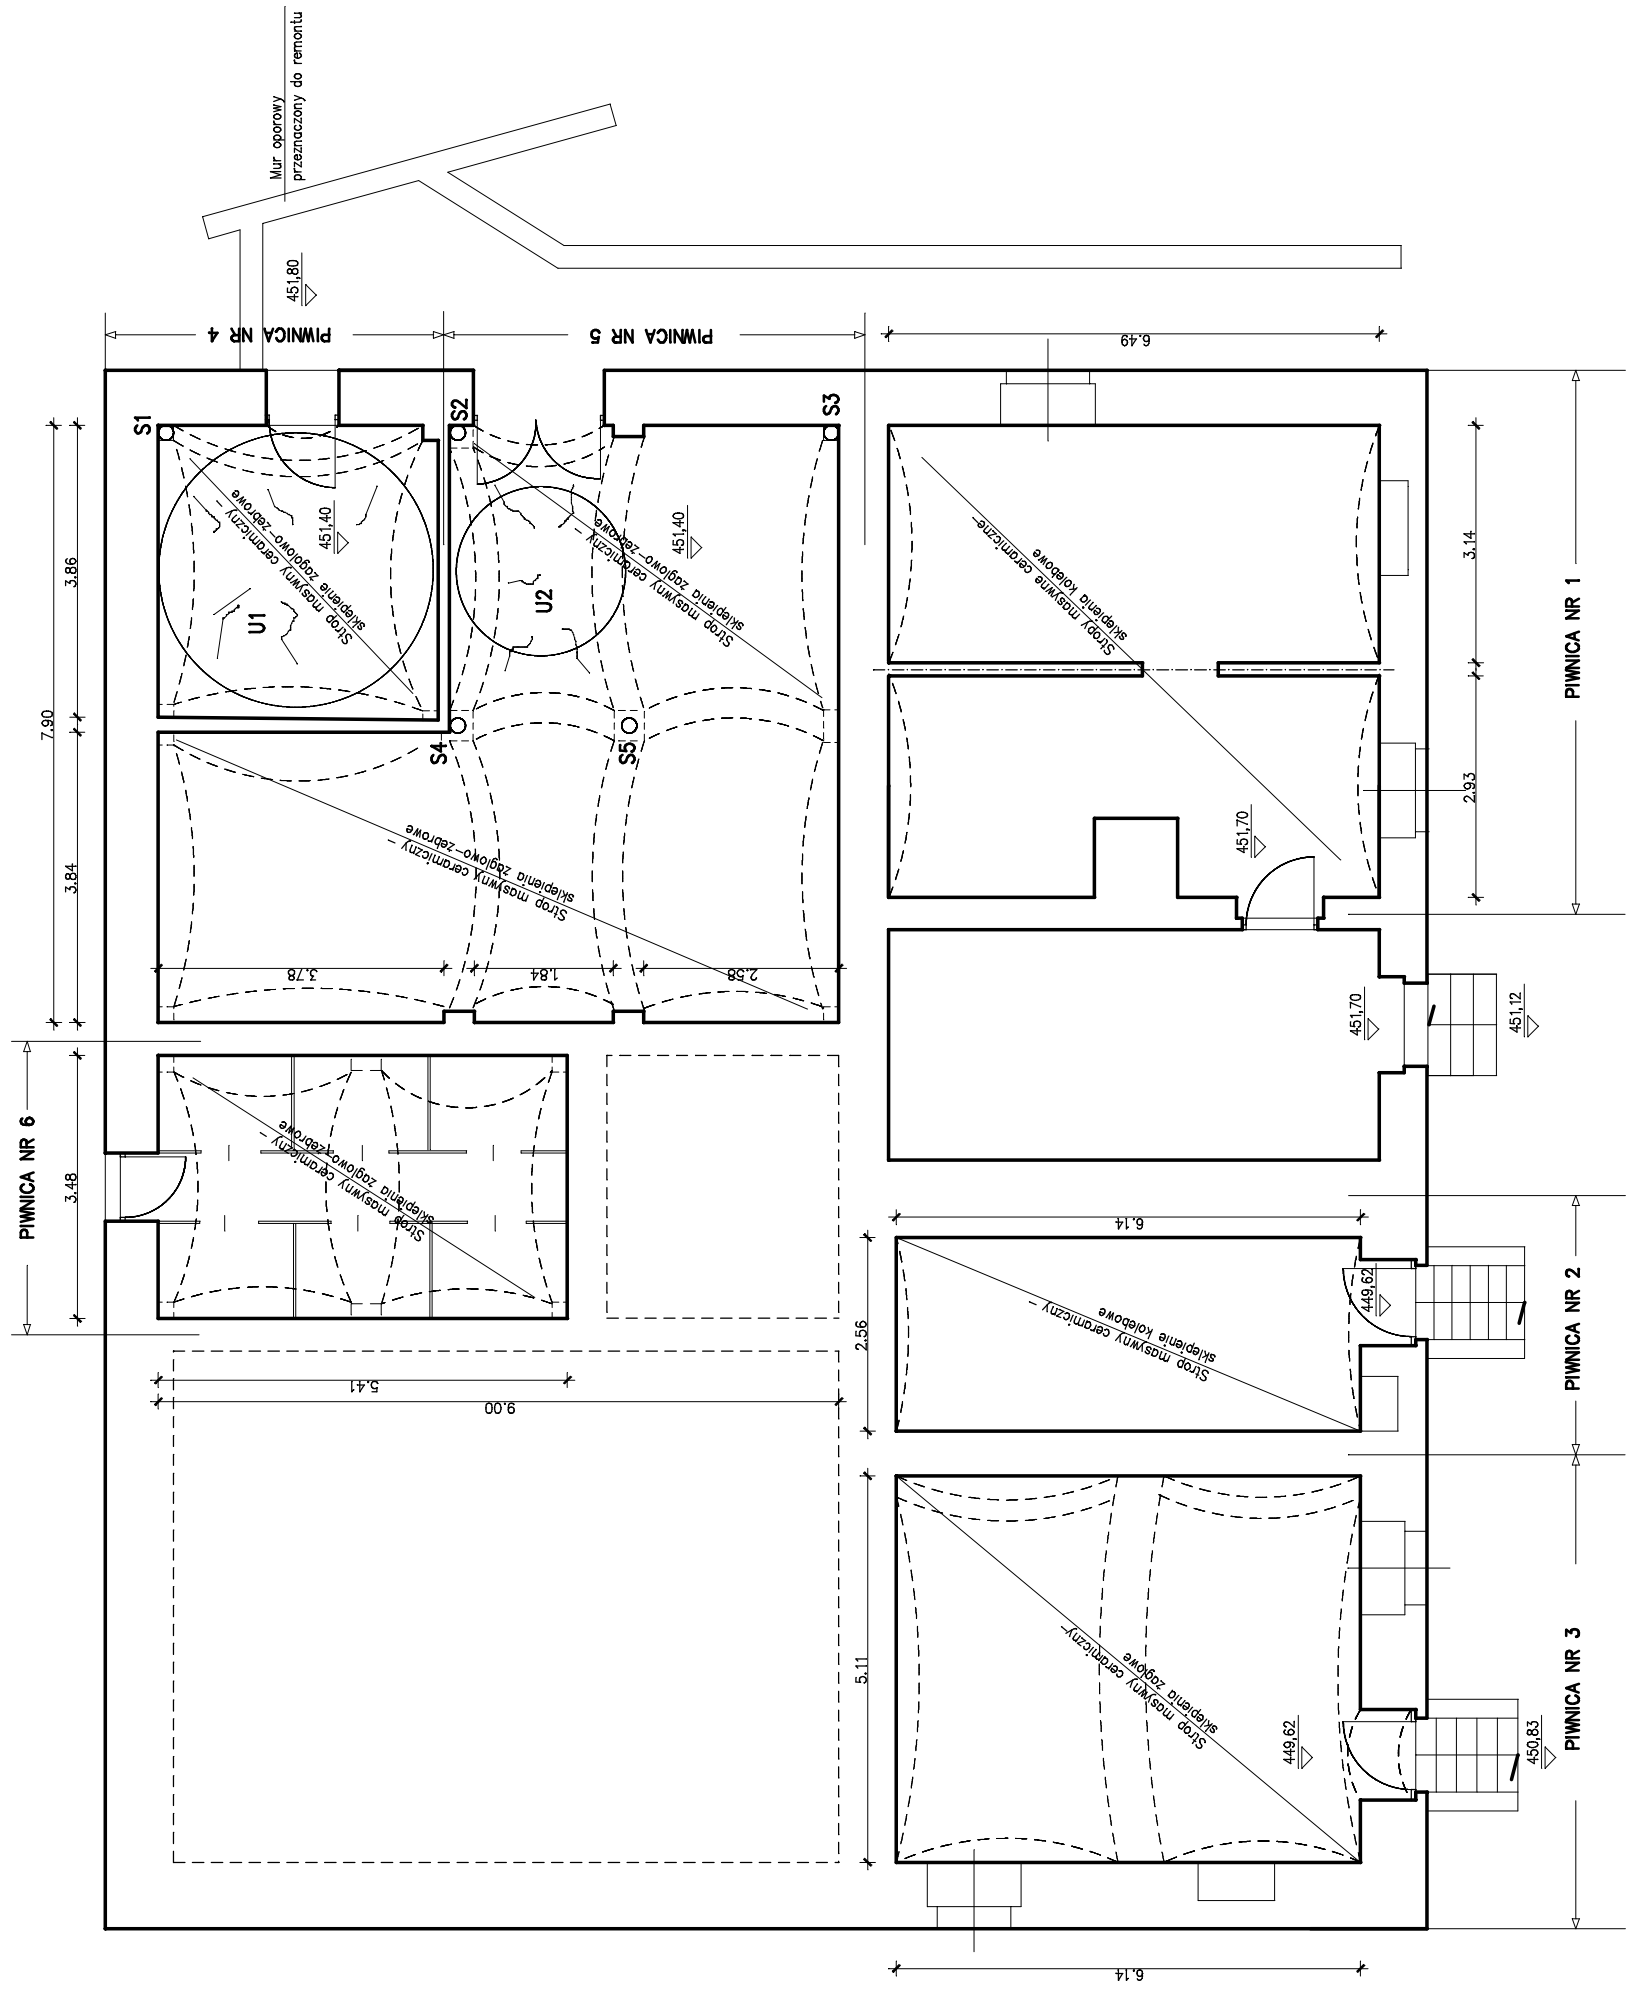 Mur oporowy
przeznaczony do remontu
451,80
PIWNICA NR 4
PIWNICA NR 5
6.49
S1
S2
S3
7.90
3.86
3.84
Strop masywny ceramiczny –
sklepienie żaglowo-żebrowe
451,40
U1
U2
Strop masywny ceramiczny –
sklepienia żaglowo-żebrowe
451,40
Stropy masywne ceramiczne–
sklepienia kolebowe
3.14
2.93
PIWNICA NR 1
S4
S5
Strop masywny ceramiczny –
sklepienia żaglowo-żebrowe
3.78
1.84
2.58
451,70
451,70
451,12
PIWNICA NR 6
3.48
Strop masywny ceramiczny –
sklepienia żaglowo-żebrowe
5.41
9.00
6.14
2.56
Strop masywny ceramiczny –
sklepienie kolebowe
449,62
PIWNICA NR 2
5.11
Strop masywny ceramiczny–
sklepienia żaglowe
449,62
450,83
PIWNICA NR 3
6.14